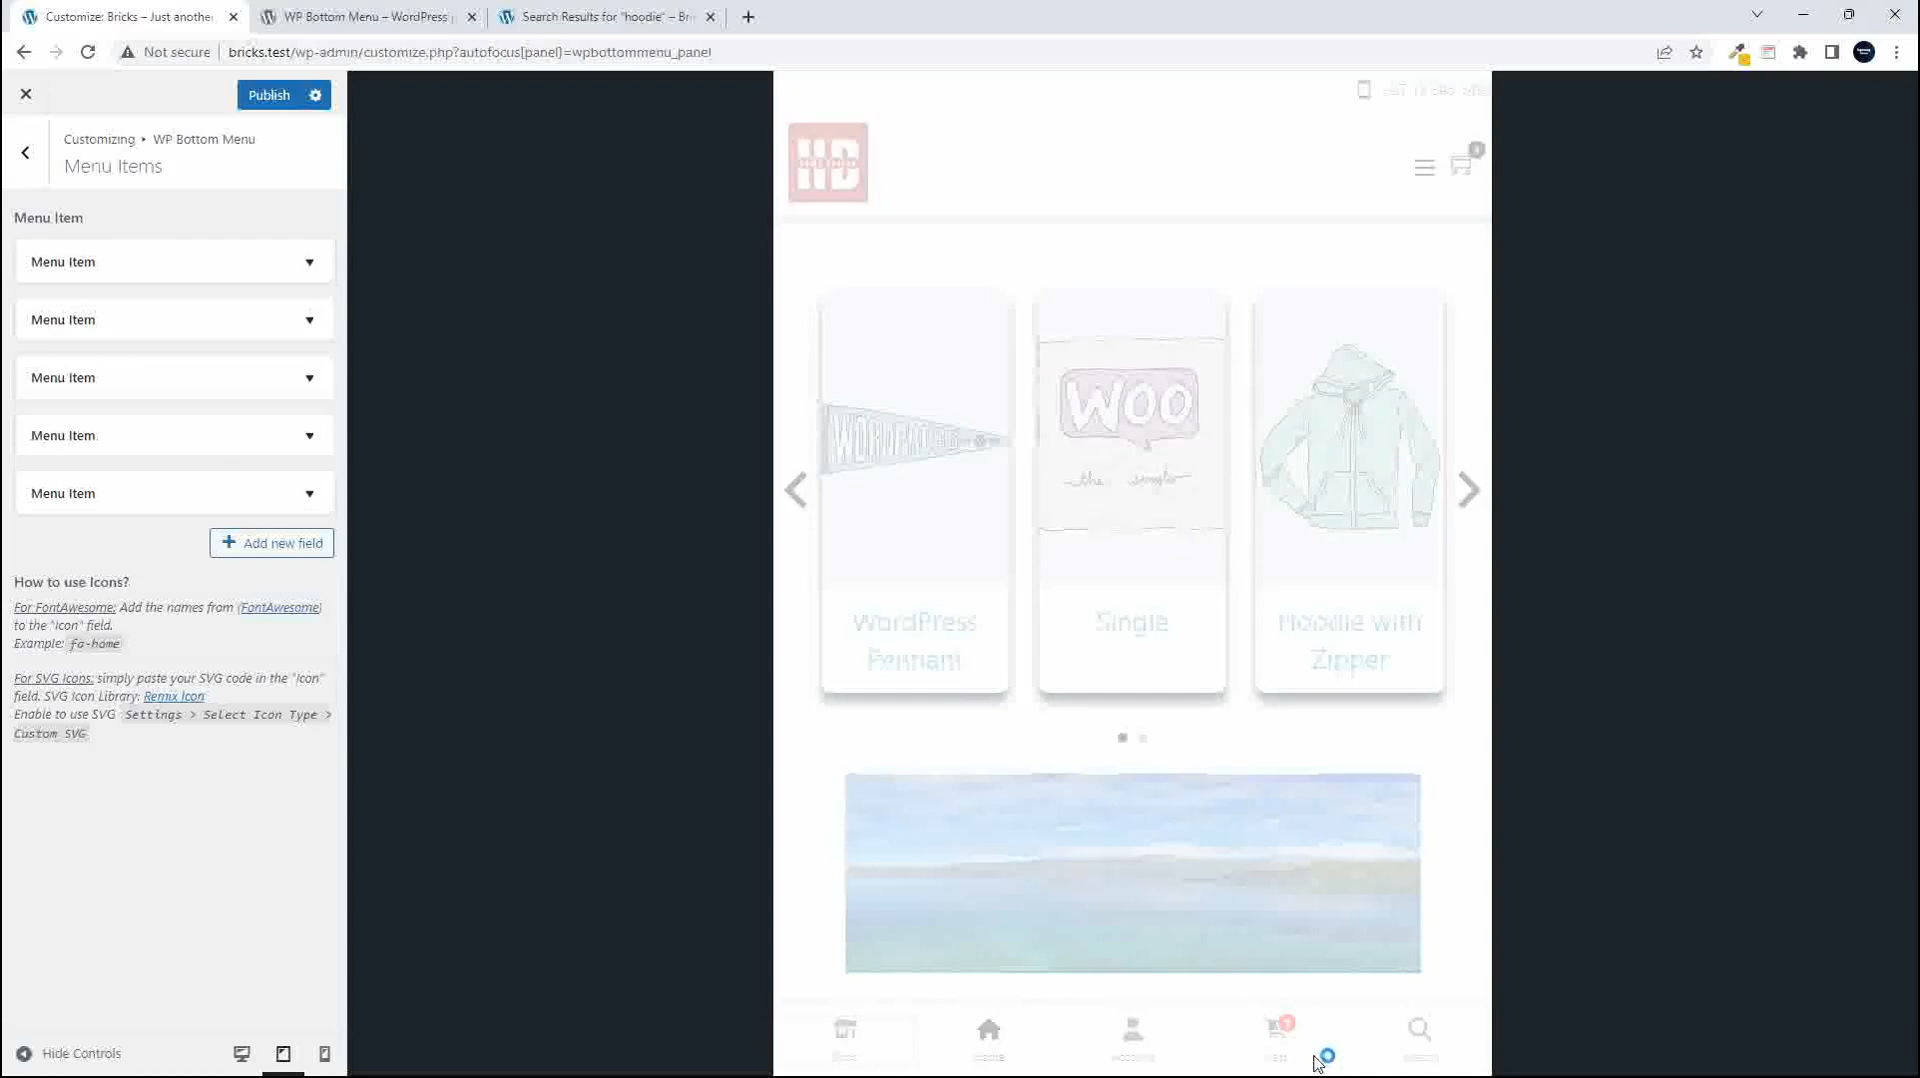 Customize: Bricks – Just anothe
WP Bottom Menu – WordPress
Search Results for "hoodie" – Br
Not secure
bricks.test/wp-admin/customize.php?autofocus[panel]=wpbottommenu_panel
Publish
Customizing ▸ WP Bottom Menu
Menu Items
Menu Item
Menu Item
Menu Item
Menu Item
Menu Item
Menu Item
+ Add new field
How to use Icons?
For FontAwesome: Add the names from (FontAwesome)
to the "Icon" field.
Example: fa-home
For SVG Icons: simply paste your SVG code in the "Icon"
field. SVG Icon Library: Remix Icon
Enable to use SVG Settings > Select Icon Type >
Custom SVG
Hide Controls
WOO
the single
WordPress
Pennant
Single
Hoodie with
Zipper
Home
Account